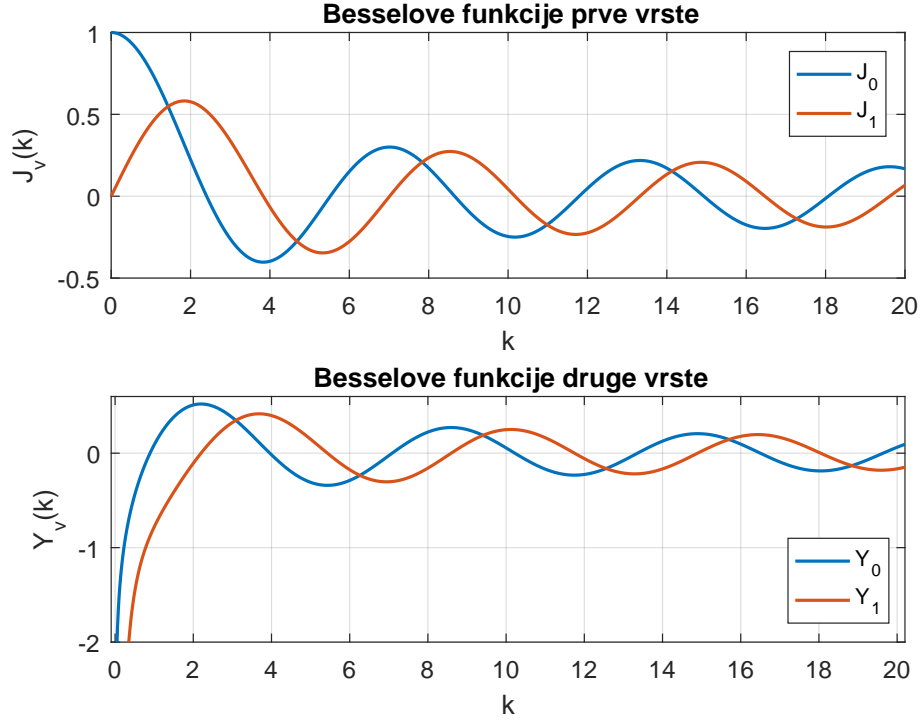 Besselove funkcije prve vrste
1
0.5
0
-0.5
J_v(k)
J_0
J_1
0 2 4 6 8 10 12 14 16 18 20
k
Besselove funkcije druge vrste
0
-1
-2
Y_v(k)
Y_0
Y_1
0 2 4 6 8 10 12 14 16 18 20
k